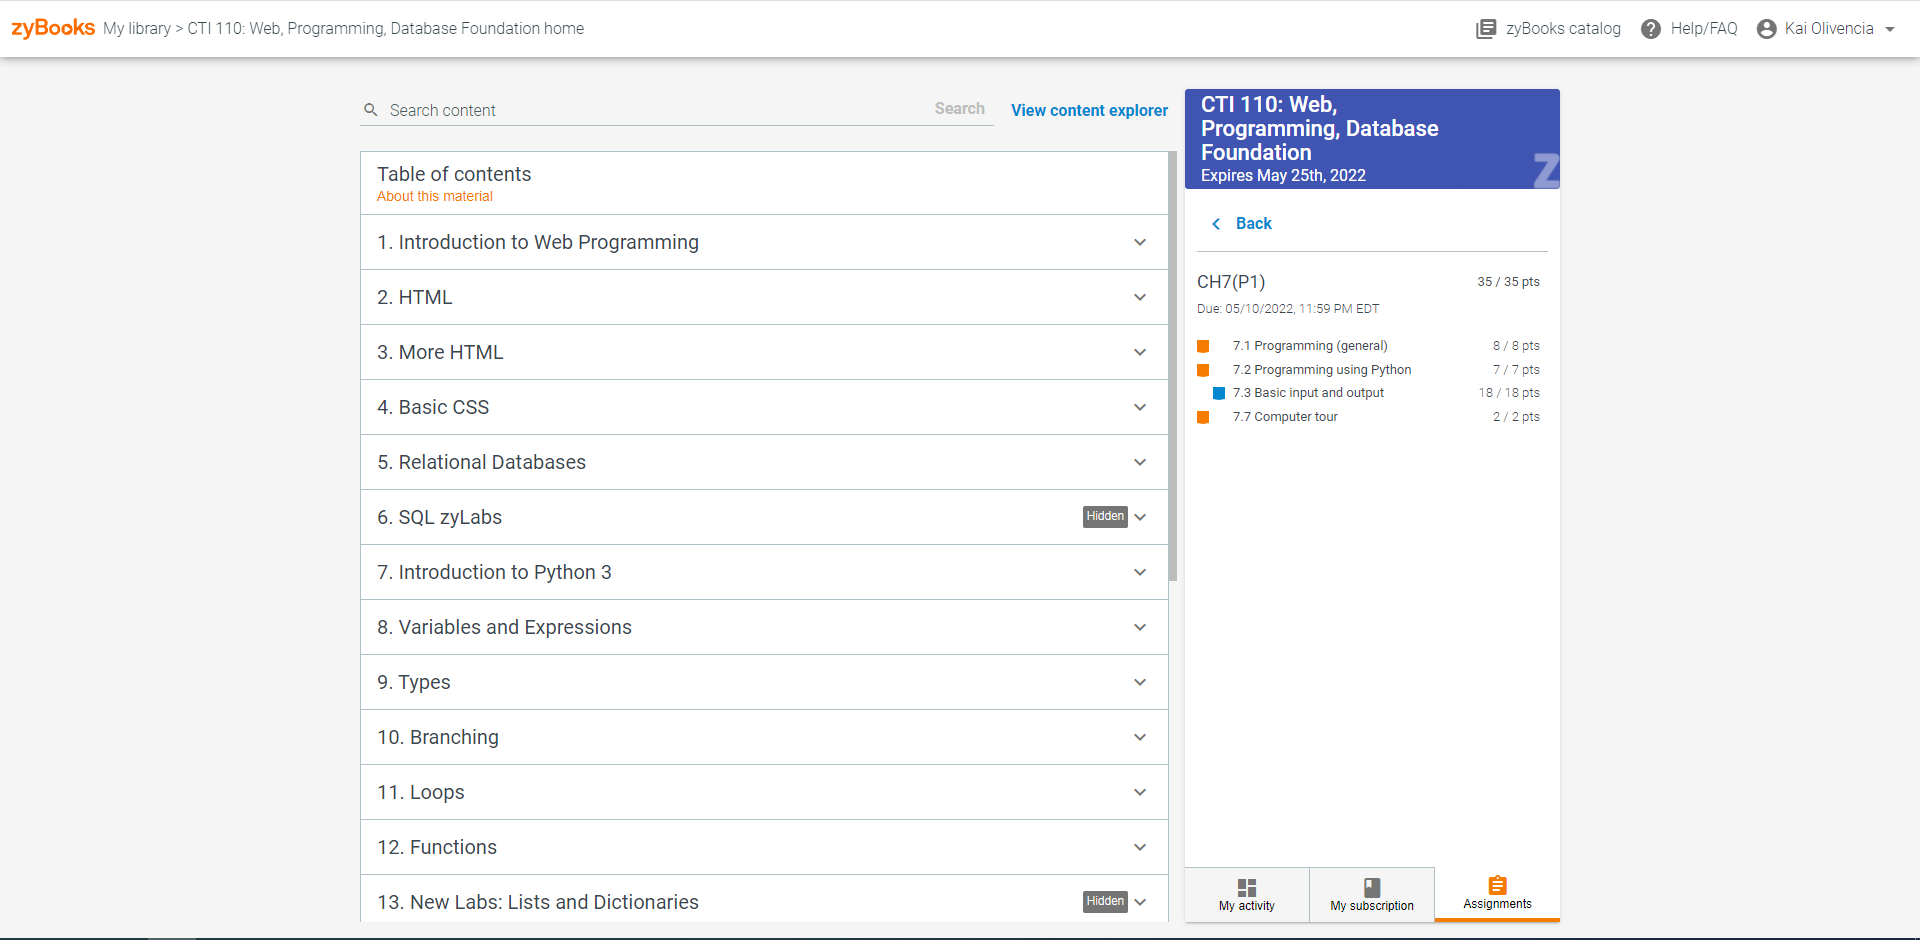 zyBooks My library > CTI 110: Web, Programming, Database Foundation home
zyBooks catalog
Help/FAQ
Kai Olivencia
Search content
Search
View content explorer
Table of contents
About this material
1. Introduction to Web Programming
2. HTML
3. More HTML
4. Basic CSS
5. Relational Databases
6. SQL zyLabs
Hidden
7. Introduction to Python 3
8. Variables and Expressions
9. Types
10. Branching
11. Loops
12. Functions
13. New Labs: Lists and Dictionaries
Hidden
CTI 110: Web,
Programming, Database
Foundation
Expires May 25th, 2022
Z
Back
CH7(P1) 35 / 35 pts
Due: 05/10/2022, 11:59 PM EDT
7.1 Programming (general) 8 / 8 pts
7.2 Programming using Python 7 / 7 pts
7.3 Basic input and output 18 / 18 pts
7.7 Computer tour 2 / 2 pts
My activity
My subscription
Assignments